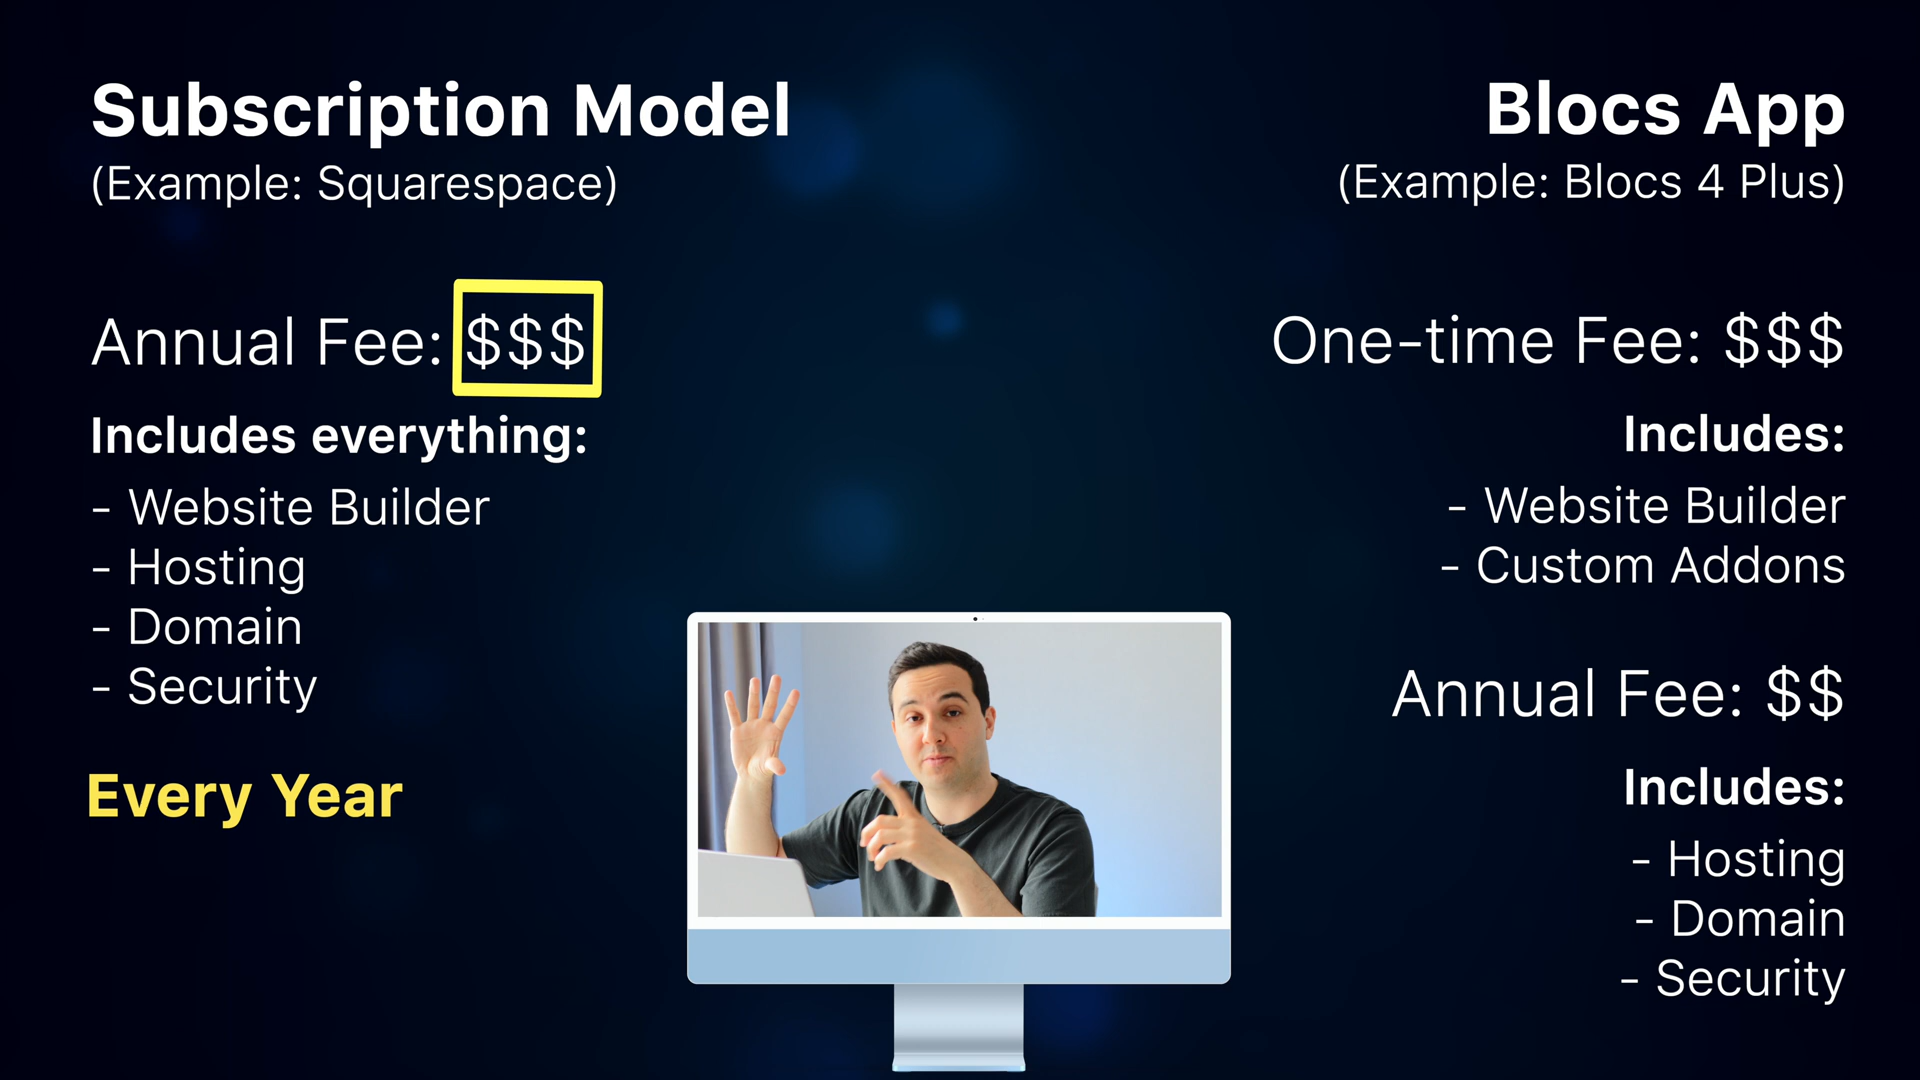 Subscription Model
(Example: Squarespace)
Annual Fee: $$$
Includes everything:
- Website Builder
- Hosting
- Domain
- Security
Every Year
Blocs App
(Example: Blocs 4 Plus)
One-time Fee: $$$
Includes:
- Website Builder
- Custom Addons
Annual Fee: $$
Includes:
- Hosting
- Domain
- Security